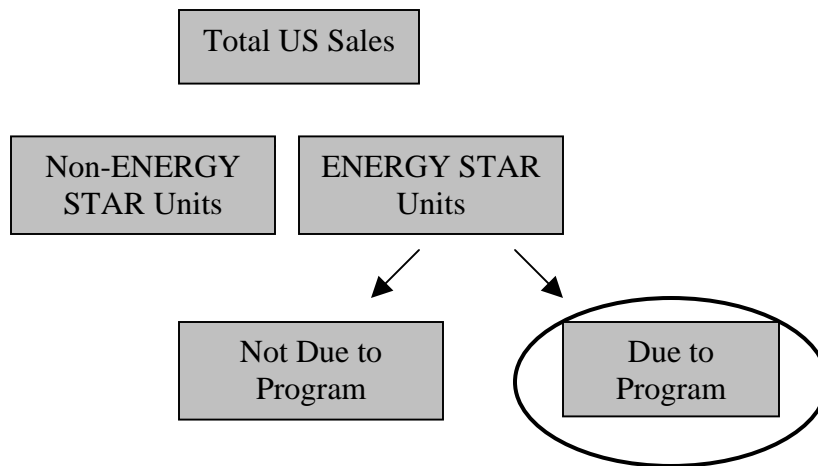 Total US Sales
Non-ENERGY
STAR Units
ENERGY STAR
Units
Not Due to
Program
Due to
Program